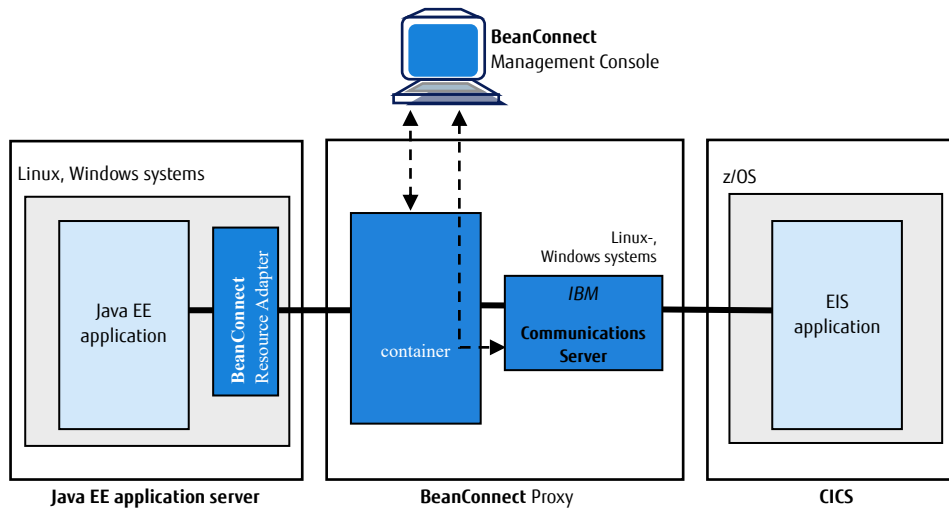 BeanConnect
Management Console
Linux, Windows systems
Java EE
application
BeanConnect
Resource Adapter
Java EE application server
container
Linux-,
Windows systems
IBM
Communications
Server
BeanConnect Proxy
z/OS
EIS
application
CICS